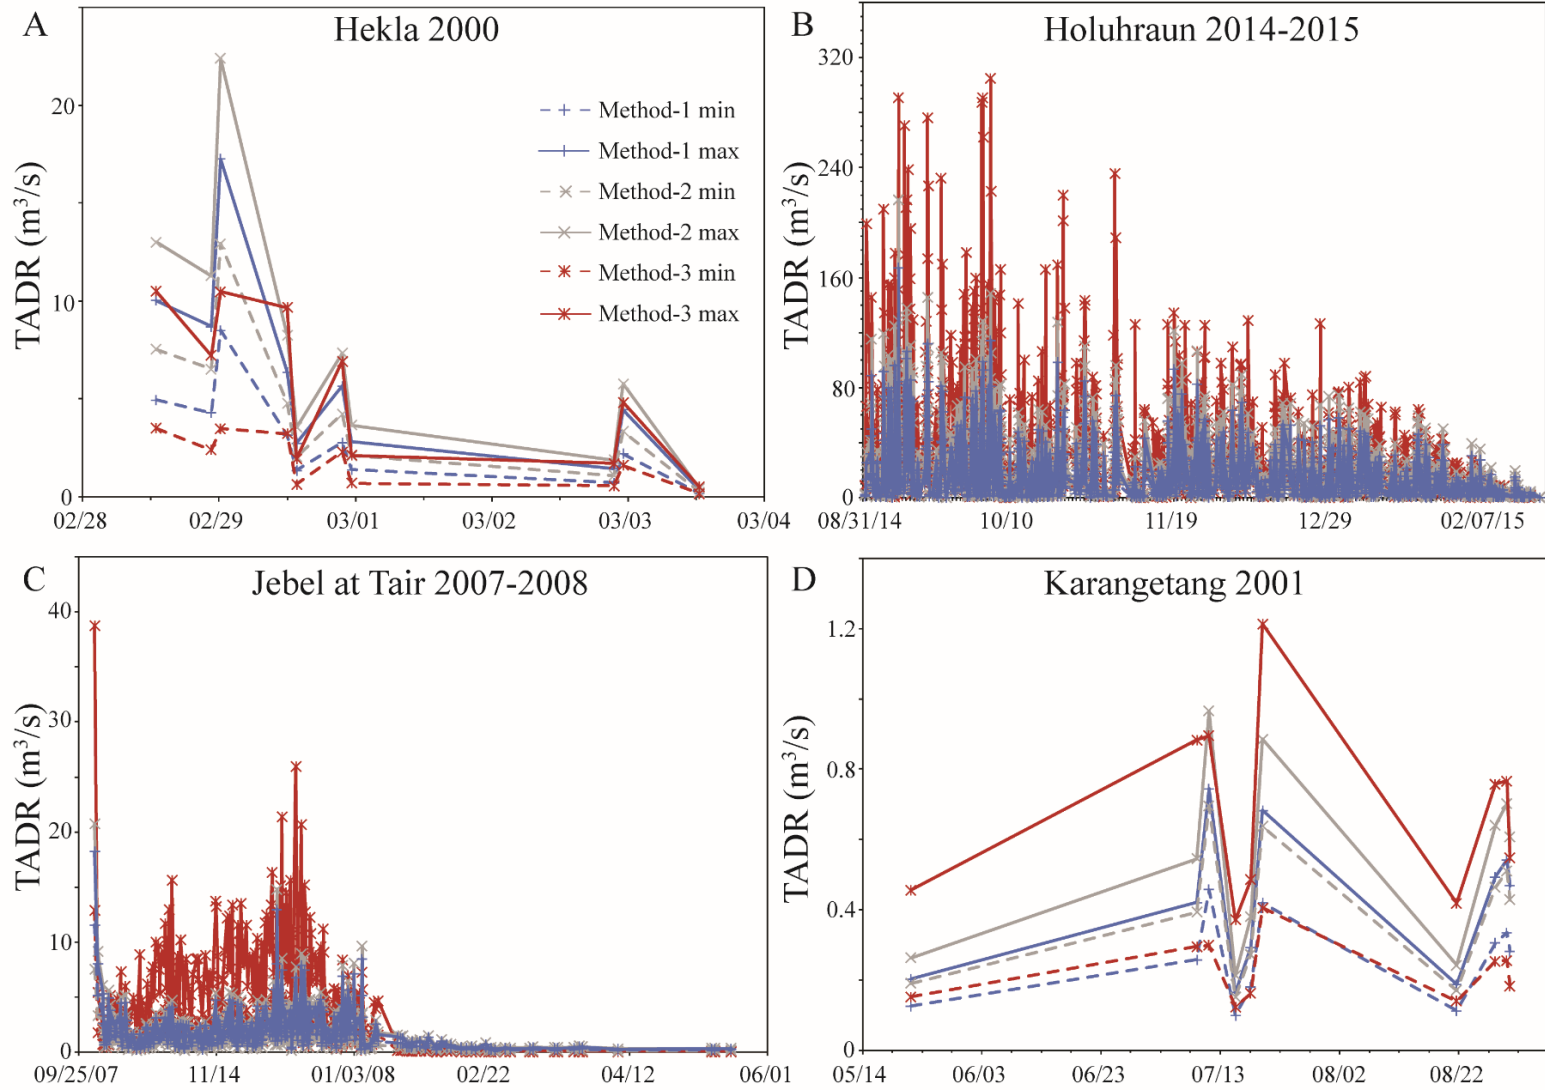 A
Hekla 2000
TADR (m³/s)
20
10
0
02/28
02/29
03/01
03/02
03/03
03/04
Method-1 min
Method-1 max
Method-2 min
Method-2 max
Method-3 min
Method-3 max
B
Holuhraun 2014-2015
TADR (m³/s)
320
240
160
80
0
08/31/14
10/10
11/19
12/29
02/07/15
C
Jebel at Tair 2007-2008
TADR (m³/s)
40
30
20
10
0
09/25/07
11/14
01/03/08
02/22
04/12
06/01
D
Karangetang 2001
TADR (m³/s)
1.2
0.8
0.4
0
05/14
06/03
06/23
07/13
08/02
08/22